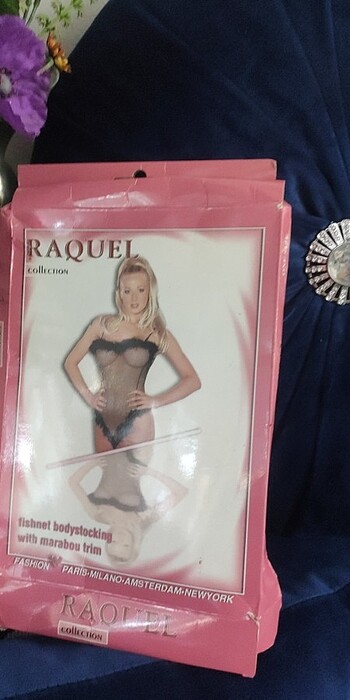 RAQUEL
collection
fishnet bodystocking
with marabou trim
FASHION PARIS-MILANO-AMSTERDAM-NEWYORK
RAQUEL
collection